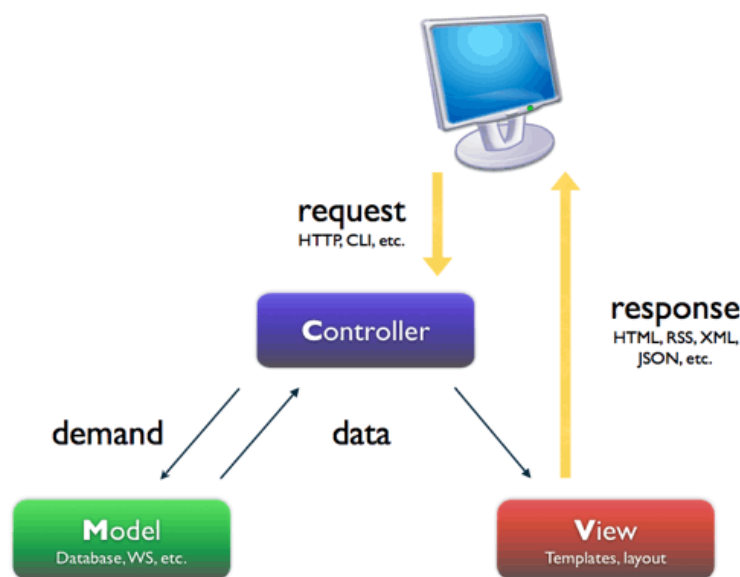 request
HTTP, CLI, etc.
Controller
response
HTML, RSS, XML,
JSON, etc.
demand
data
Model
Database, WS, etc.
View
Templates, layout